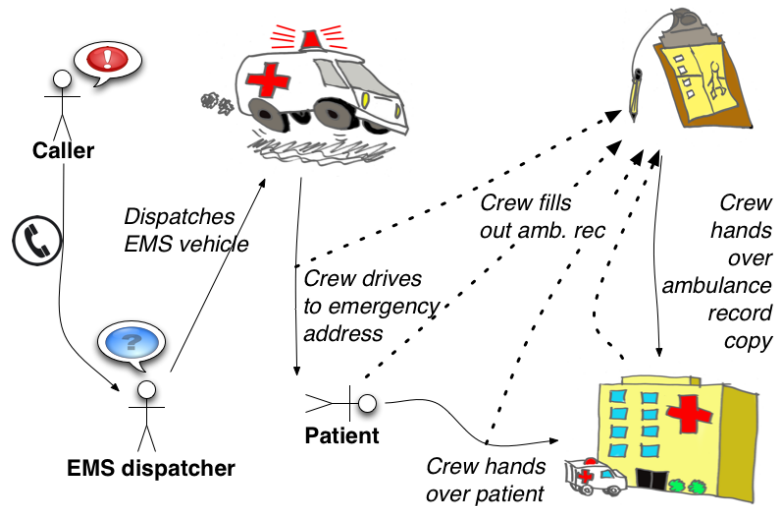 !
Caller
Dispatches
EMS vehicle
Crew fills
out amb. rec
Crew
hands
over
ambulance
record
copy
Crew drives
to emergency
address
?
Patient
EMS dispatcher
Crew hands
over patient